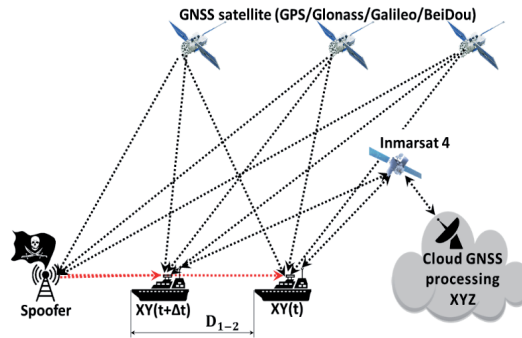 GNSS satellite (GPS/Glonass/Galileo/BeiDou)
Inmarsat 4
Cloud GNSS
processing
XYZ
Spoofer
XY(t+Δt)
XY(t)
D₁₋₂